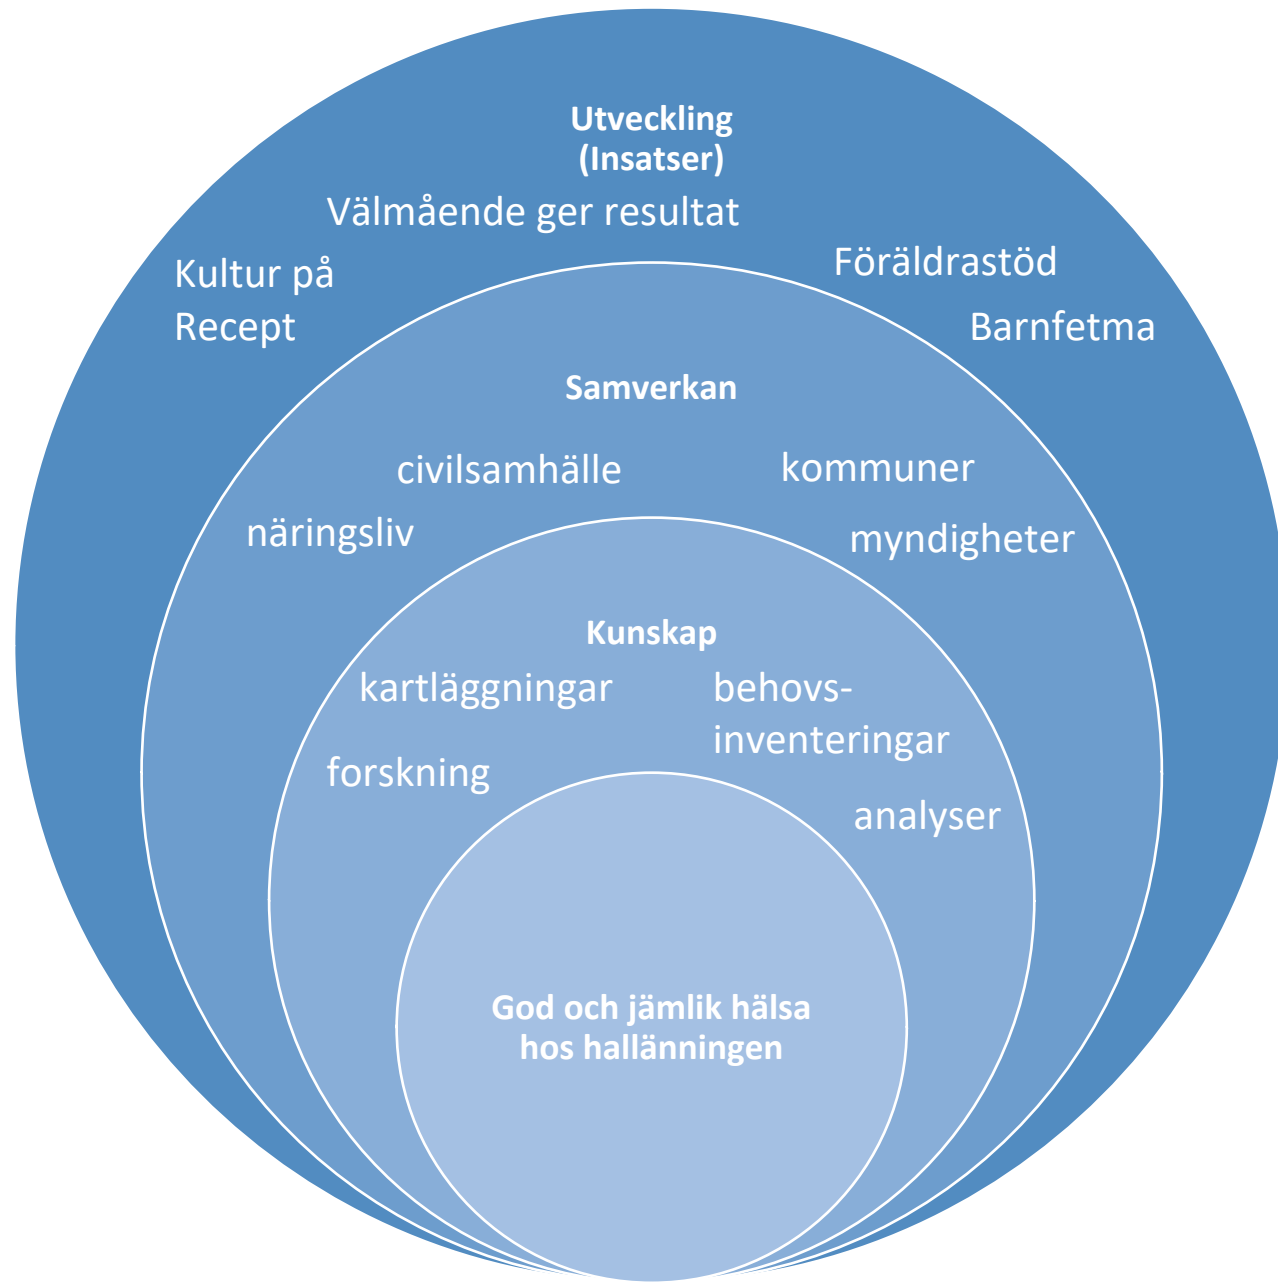 Utveckling
(Insatser)
Välmående ger resultat
Kultur på
Recept
Föräldrastöd
Barnfetma
Samverkan
civilsamhälle
kommuner
näringsliv
myndigheter
Kunskap
kartläggningar
behovs-
inventeringar
forskning
analyser
God och jämlik hälsa
hos hallänningen